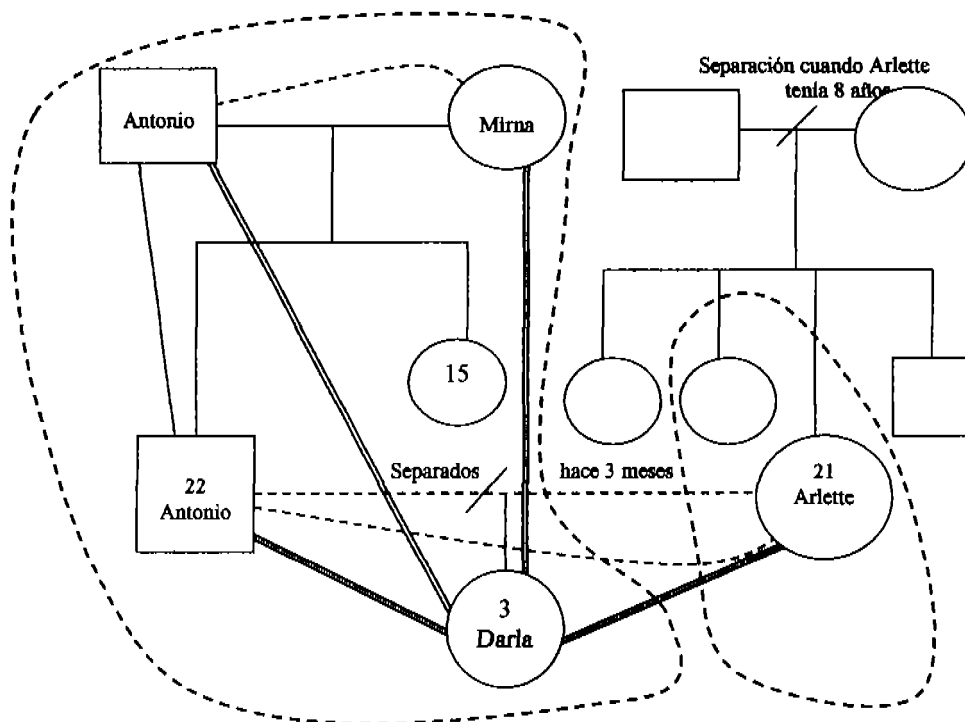 Separación cuando Arlette
tenía 8 años
Antonio
Mirna
15
Separados
hace 3 meses
22
Antonio
21
Arlette
3
Darla